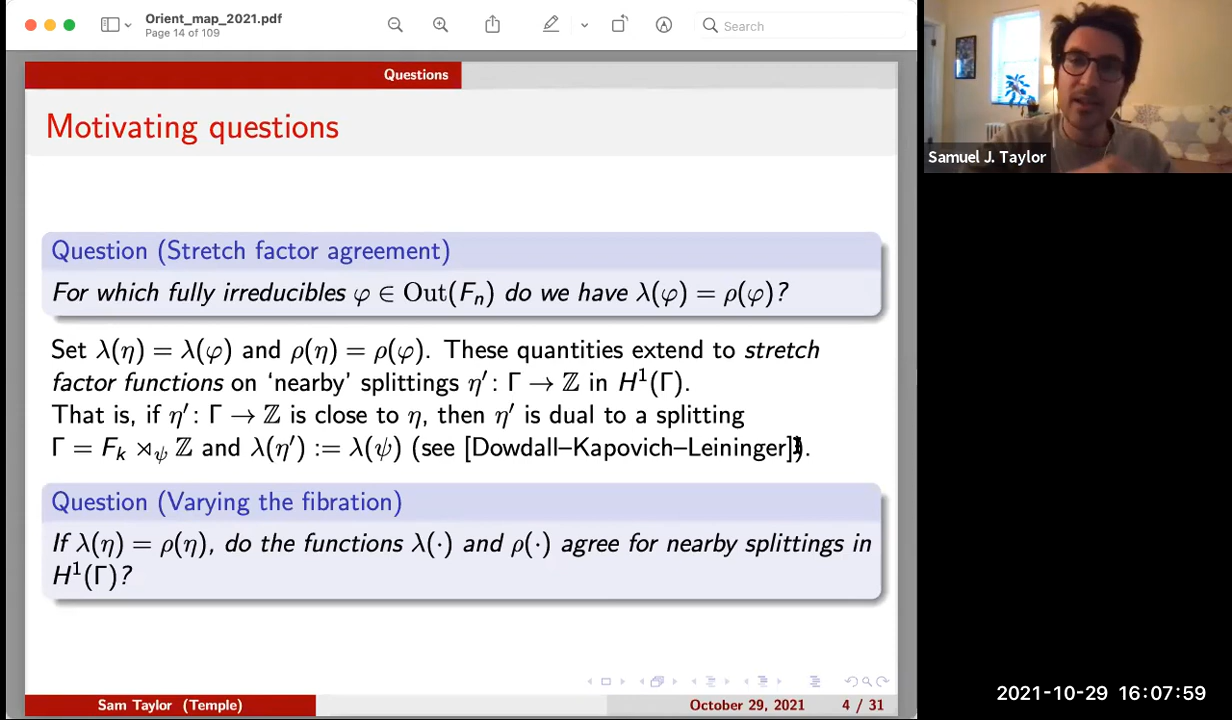 Orient_map_2021.pdf
Page 14 of 109
Search
Questions
Motivating questions
Question (Stretch factor agreement)
For which fully irreducibles φ ∈ Out(Fₙ) do we have λ(φ) = ρ(φ)?
Set λ(η) = λ(φ) and ρ(η) = ρ(φ). These quantities extend to stretch
factor functions on ‘nearby’ splittings η′: Γ → ℤ in H¹(Γ).
That is, if η′: Γ → ℤ is close to η, then η′ is dual to a splitting
Γ = Fₖ ⋊_ψ ℤ and λ(η′) := λ(ψ) (see [Dowdall–Kapovich–Leininger]).
Question (Varying the fibration)
If λ(η) = ρ(η), do the functions λ(·) and ρ(·) agree for nearby splittings in
H¹(Γ)?
Sam Taylor (Temple)
October 29, 2021
4 / 31
Samuel J. Taylor
2021-10-29 16:07:59